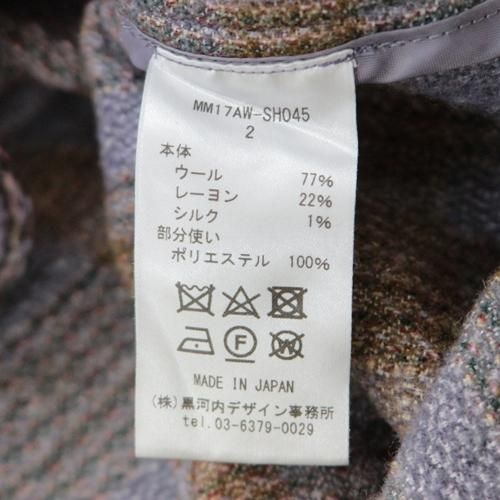 MM17AW-SH045
2
本体
ウール 77%
レーヨン 22%
シルク 1%
部分使い
ポリエステル 100%
F
W
MADE IN JAPAN
(株)黒河内デザイン事務所
tel.03-6379-0029